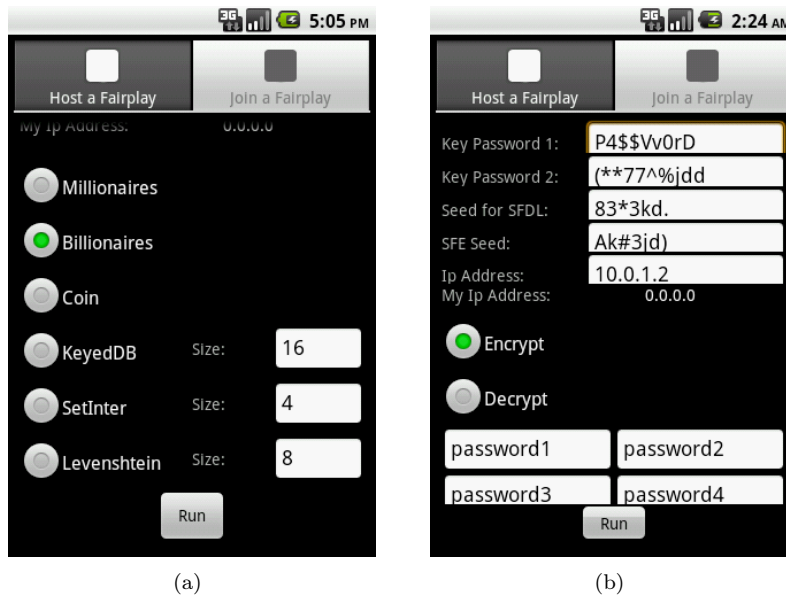 3G 5:05 PM
Host a Fairplay Join a Fairplay
My Ip Address: 0.0.0.0
Millionaires
Billionaires
Coin
KeyedDB Size: 16
SetInter Size: 4
Levenshtein Size: 8
Run
(a)
3G 2:24 AM
Host a Fairplay Join a Fairplay
Key Password 1: P4$$Vv0rD
Key Password 2: (**77^%jdd
Seed for SFDL: 83*3kd.
SFE Seed: Ak#3jd)
Ip Address: 10.0.1.2
My Ip Address: 0.0.0.0
Encrypt
Decrypt
password1 password2
password3 password4
Run
(b)